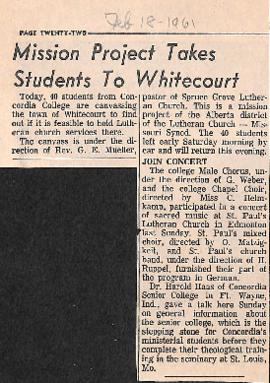 Feb 18-1961
PAGE TWENTY-TWO
Mission Project Takes
Students To Whitecourt
Today, 40 students from Con-
cordia College are canvassing
the town of Whitecourt to find
out if it is feasible to hold Luth-
eran church services there.
The canvass is under the di-
rection of Rev. G. E. Mueller,
pastor of Spruce Grove Luther-
an Church. This is a mission
project of the Alberta district
of the Lutheran Church — Mis-
souri Synod. The 40 students
left early Saturday morning by
car and will return this evening.
JOIN CONCERT
The college Male Chorus, un-
der the direction of G. Weber,
and the college Chapel Choir,
directed by Miss C. Helm-
kamp, participated in a concert
of sacred music at St. Paul's
Lutheran Church in Edmonton
last Sunday. St. Paul's mixed
choir, directed by O. Mattig-
keit, and St. Paul's church
band, under the direction of H.
Ruppel, furnished their part of
the program in German.
Dr. Harold Haas of Concordia
Senior College in Ft. Wayne,
Ind., gave a talk here Sunday
on general information about
the senior college, which is the
stepping stone for Concordia's
ministerial students before they
complete their theological train-
ing in the seminary at St. Louis,
Mo.